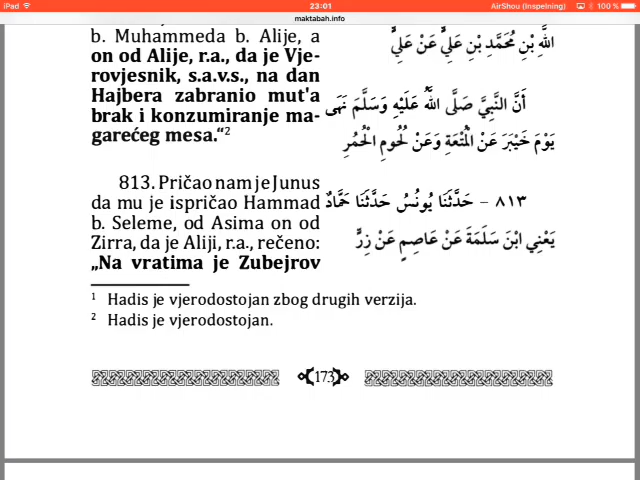 iPad
23:01
AirShou (Inspelning)
100 %
maktabah.info
b. Muhammeda b. Alije, a
on od Alije, r.a., da je Vje-
rovjesnik, s.a.v.s., na dan
Hajbera zabranio mut'a
brak i konzumiranje ma-
garećeg mesa.“2
813. Pričao nam je Junus
da mu je ispričao Hammad
b. Seleme, od Asima on od
Zirra, da je Aliji, r.a., rečeno:
„Na vratima je Zubejrov
اللَّهِ بْنِ مُحَمَّدِ بْنِ عَلِيٍّ عَنْ عَلِيٍّ
أَنَّ النَّبِيَّ صَلَّى اللَّهُ عَلَيْهِ وَسَلَّمَ نَهَى
يَوْمَ خَيْبَرَ عَنْ الْمُتْعَةِ وَعَنْ لُحُومِ الْحُمُرِ
٨١٣ – حَدَّثَنَا يُونُسُ حَدَّثَنَا حَمَّادٌ
يَعْنِي ابْنَ سَلَمَةَ عَنْ عَاصِمٍ عَنْ زِرٍّ
1 Hadis je vjerodostojan zbog drugih verzija.
2 Hadis je vjerodostojan.
173